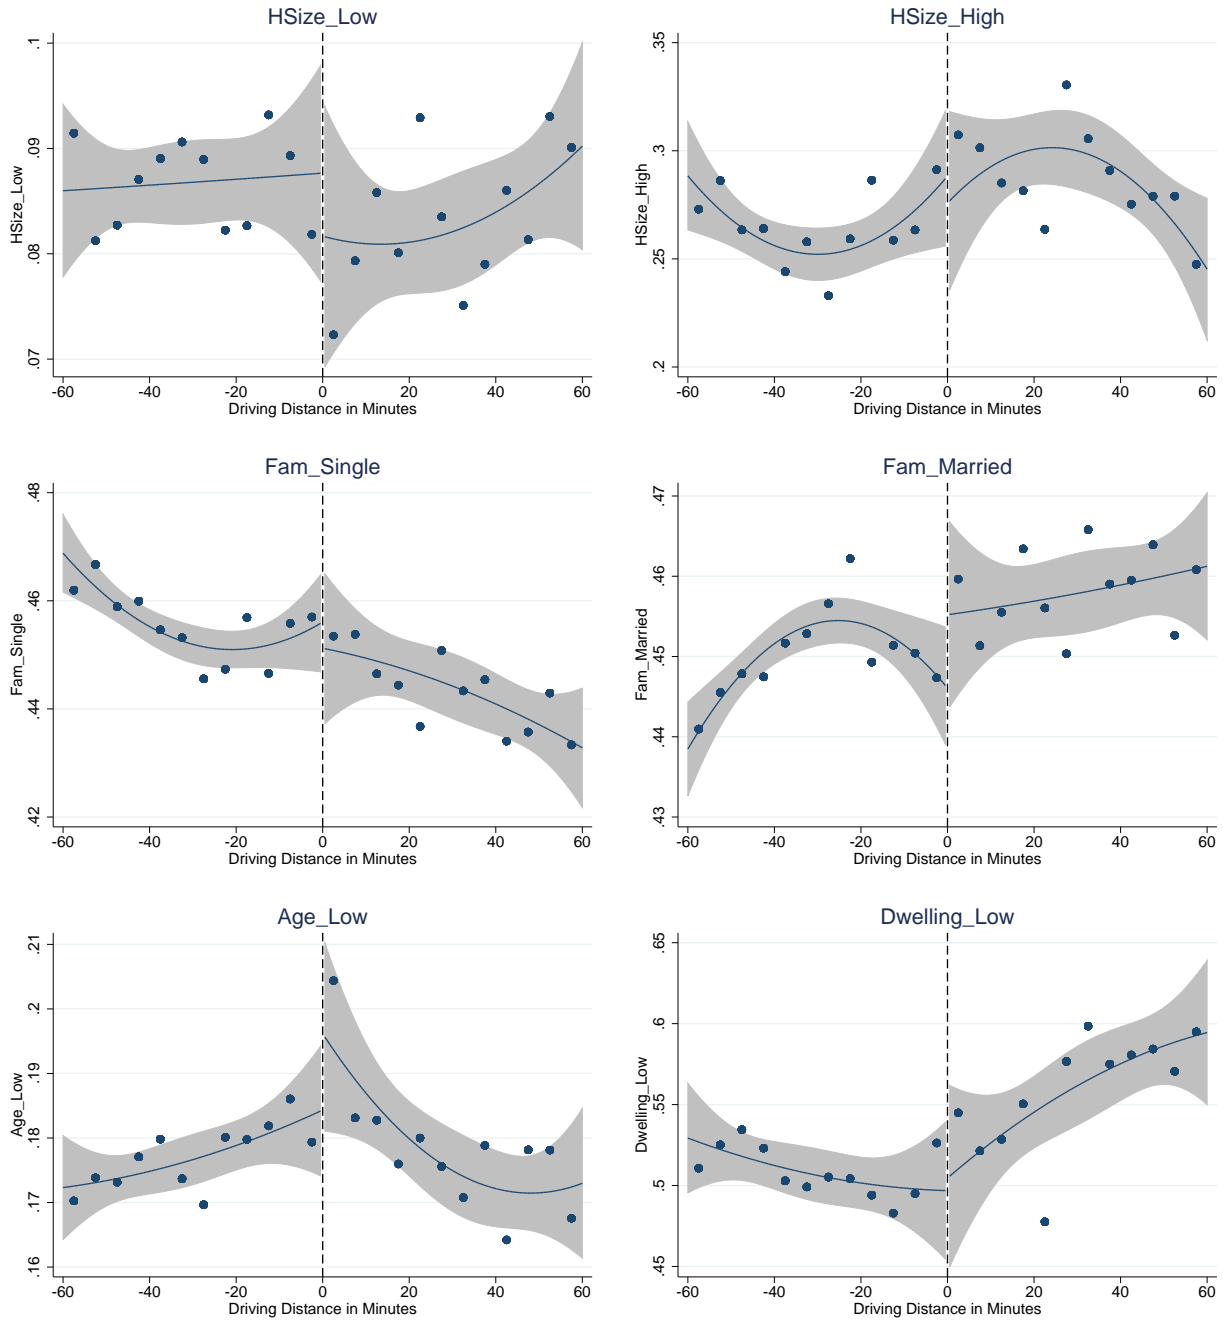 HSize_Low
HSize_High
.1
.09
.08
.07
HSize_Low
-60 -40 -20 0 20 40 60
Driving Distance in Minutes
.35
.3
.25
.2
HSize_High
-60 -40 -20 0 20 40 60
Driving Distance in Minutes
Fam_Single
Fam_Married
.48
.46
.44
.42
Fam_Single
-60 -40 -20 0 20 40 60
Driving Distance in Minutes
.47
.46
.45
.44
.43
Fam_Married
-60 -40 -20 0 20 40 60
Driving Distance in Minutes
Age_Low
Dwelling_Low
.21
.2
.19
.18
.17
.16
Age_Low
-60 -40 -20 0 20 40 60
Driving Distance in Minutes
.65
.6
.55
.5
.45
Dwelling_Low
-60 -40 -20 0 20 40 60
Driving Distance in Minutes